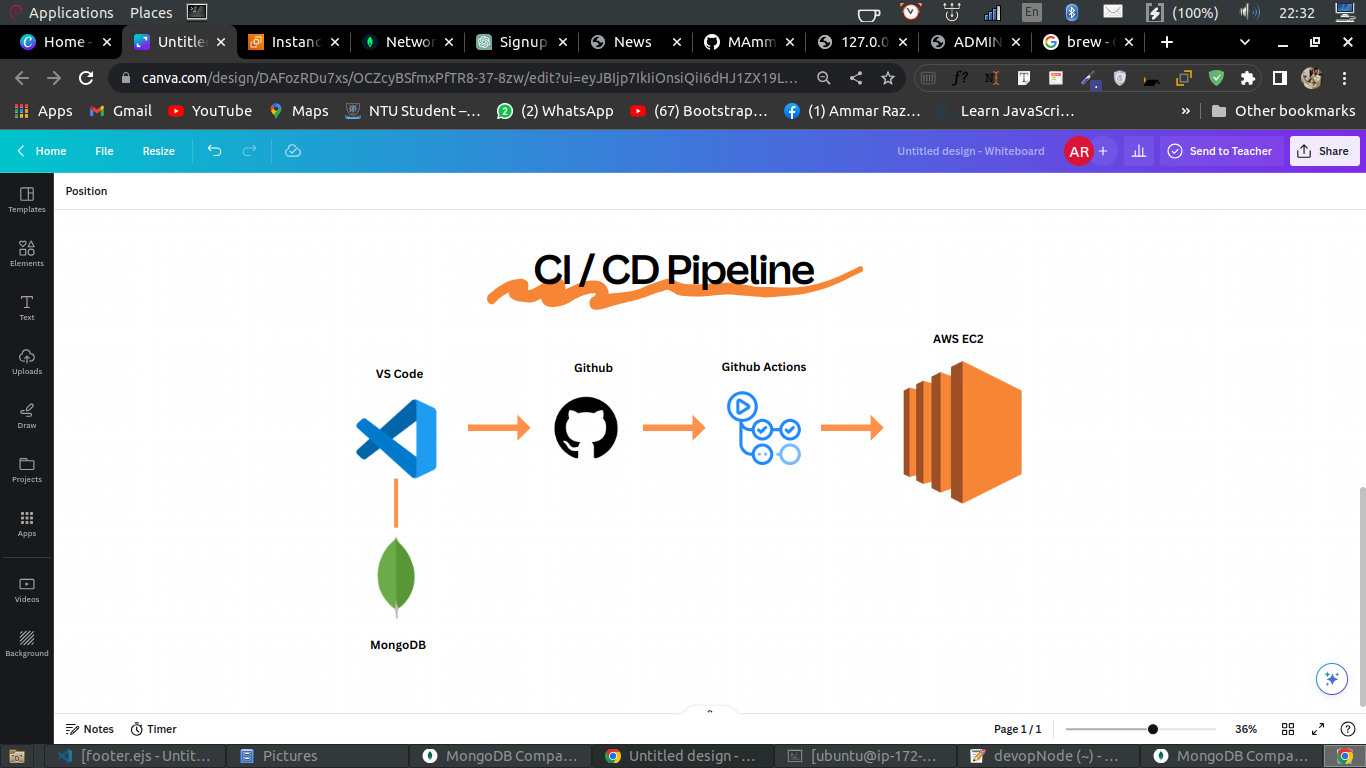 Applications Places En (100%) 22:32
Home - Untitle Instanc Networ Signup News MAmm 127.0.0 ADMIN brew - 
canva.com/design/DAFozRDu7xs/OCZcyBSfmxPfTR8-37-8zw/edit?ui=eyJBIjp7IkIiOnsiQiI6dHJ1ZX19L...
Apps Gmail YouTube Maps NTU Student –... (2) WhatsApp (67) Bootstrap... (1) Ammar Raz... Learn JavaScri... » Other bookmarks
Home File Resize Untitled design - Whiteboard AR + Send to Teacher Share
Position
Templates
Elements
Text
Uploads
Draw
Projects
Apps
Videos
Background
CI / CD Pipeline
VS Code
Github
Github Actions
AWS EC2
MongoDB
Notes Timer Page 1 / 1 36%
[footer.ejs - Untit... Pictures MongoDB Compa... Untitled design - ... [ubuntu@ip-172-... devopNode (~) - ... MongoDB Compa...